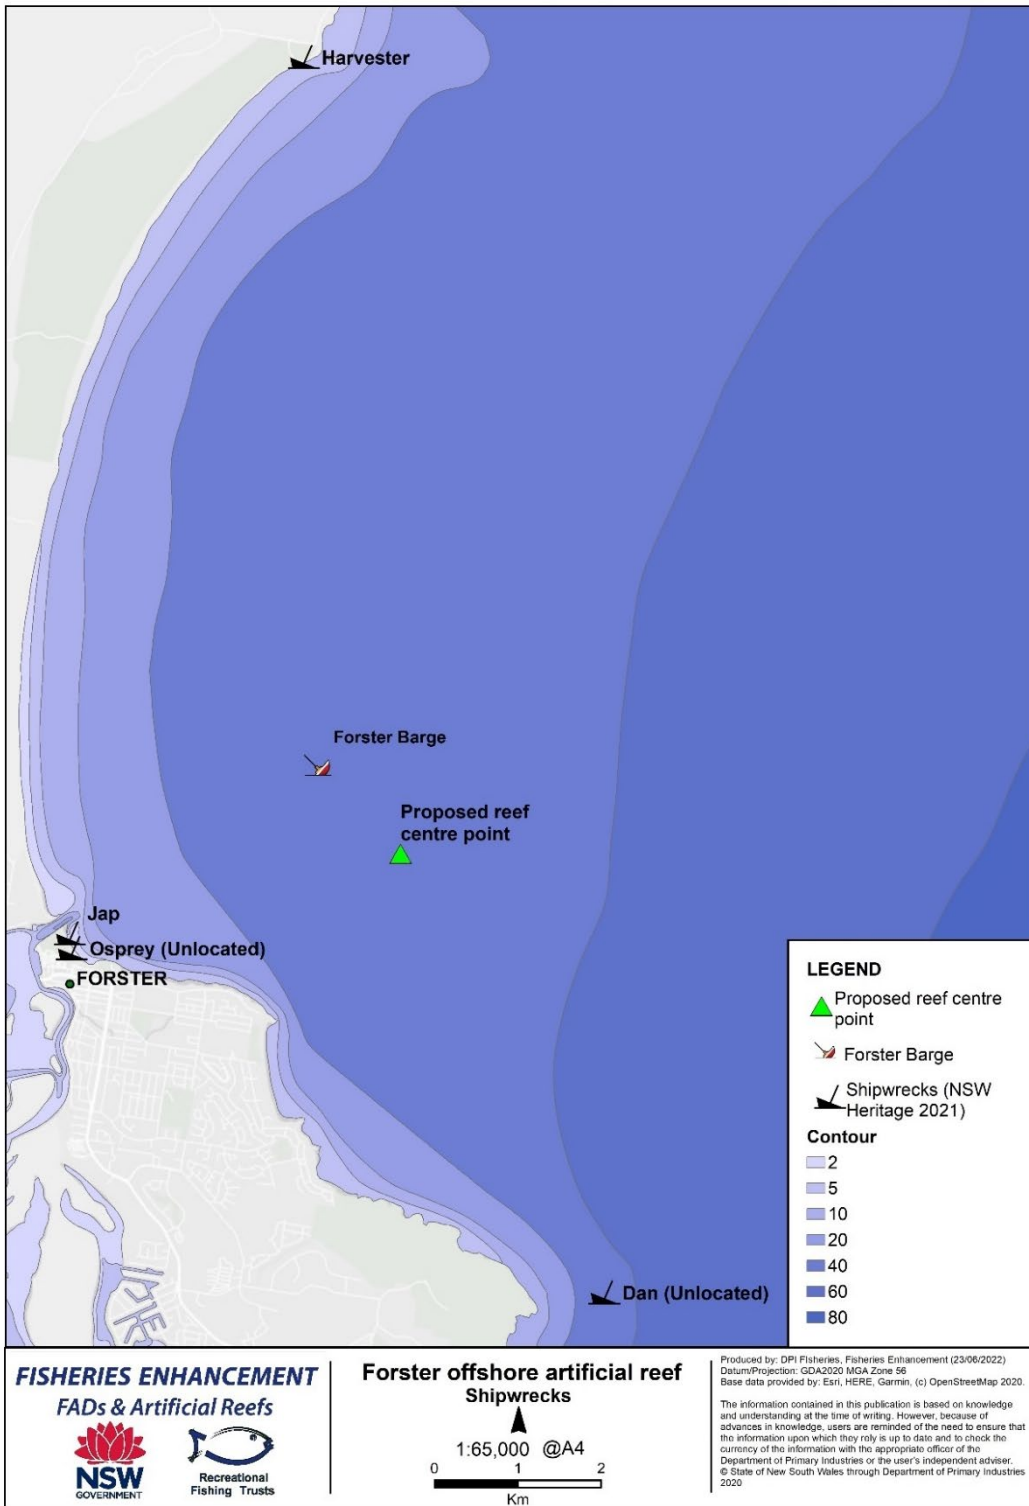 Harvester
Forster Barge
Proposed reef
centre point
Jap
Osprey (Unlocated)
FORSTER
Dan (Unlocated)
LEGEND
Proposed reef centre
point
Forster Barge
Shipwrecks (NSW
Heritage 2021)
Contour
2
5
10
20
40
60
80
FISHERIES ENHANCEMENT
FADs & Artificial Reefs
NSW
GOVERNMENT
Recreational
Fishing Trusts
Forster offshore artificial reef
Shipwrecks
1:65,000 @A4
0 1 2
Km
Produced by: DPI Fisheries, Fisheries Enhancement (23/06/2022)
Datum/Projection: GDA2020 MGA Zone 56
Base data provided by: Esri, HERE, Garmin, (c) OpenStreetMap 2020.
The information contained in this publication is based on knowledge
and understanding at the time of writing. However, because of
advances in knowledge, users are reminded of the need to ensure that
the information upon which they rely is up to date and to check the
currency of the information with the appropriate officer of the
Department of Primary Industries or the user's independent adviser.
© State of New South Wales through Department of Primary Industries
2020